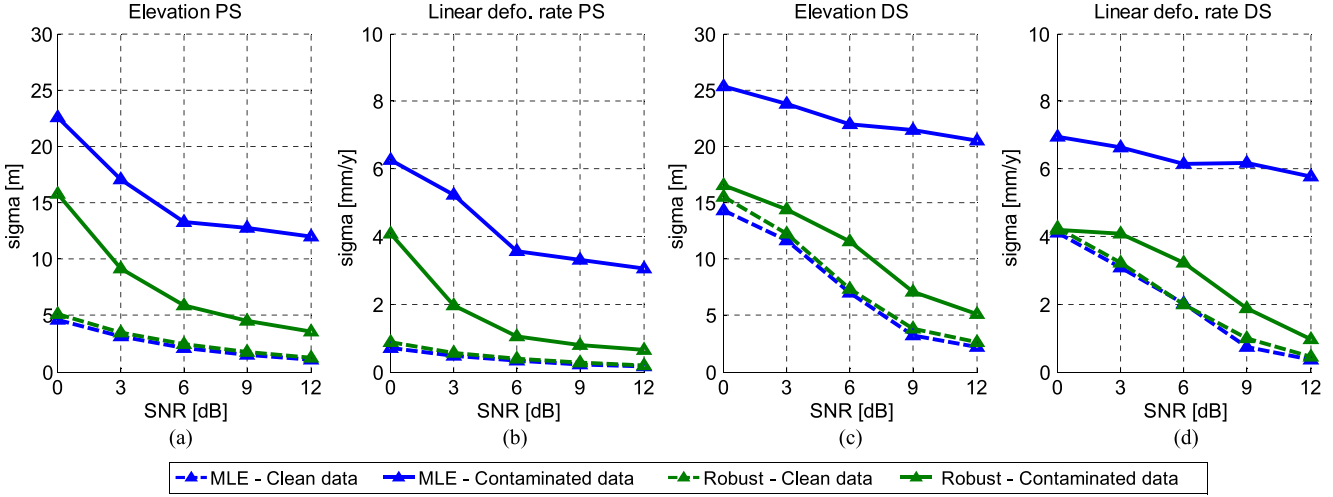 Elevation PS
Linear defo. rate PS
Elevation DS
Linear defo. rate DS
30
25
20
15
10
5
0
sigma [m]
0 3 6 9 12
SNR [dB]
(a)
10
8
6
4
2
0
sigma [mm/y]
0 3 6 9 12
SNR [dB]
(b)
30
25
20
15
10
5
0
sigma [m]
0 3 6 9 12
SNR [dB]
(c)
10
8
6
4
2
0
sigma [mm/y]
0 3 6 9 12
SNR [dB]
(d)
MLE - Clean data MLE - Contaminated data Robust - Clean data Robust - Contaminated data